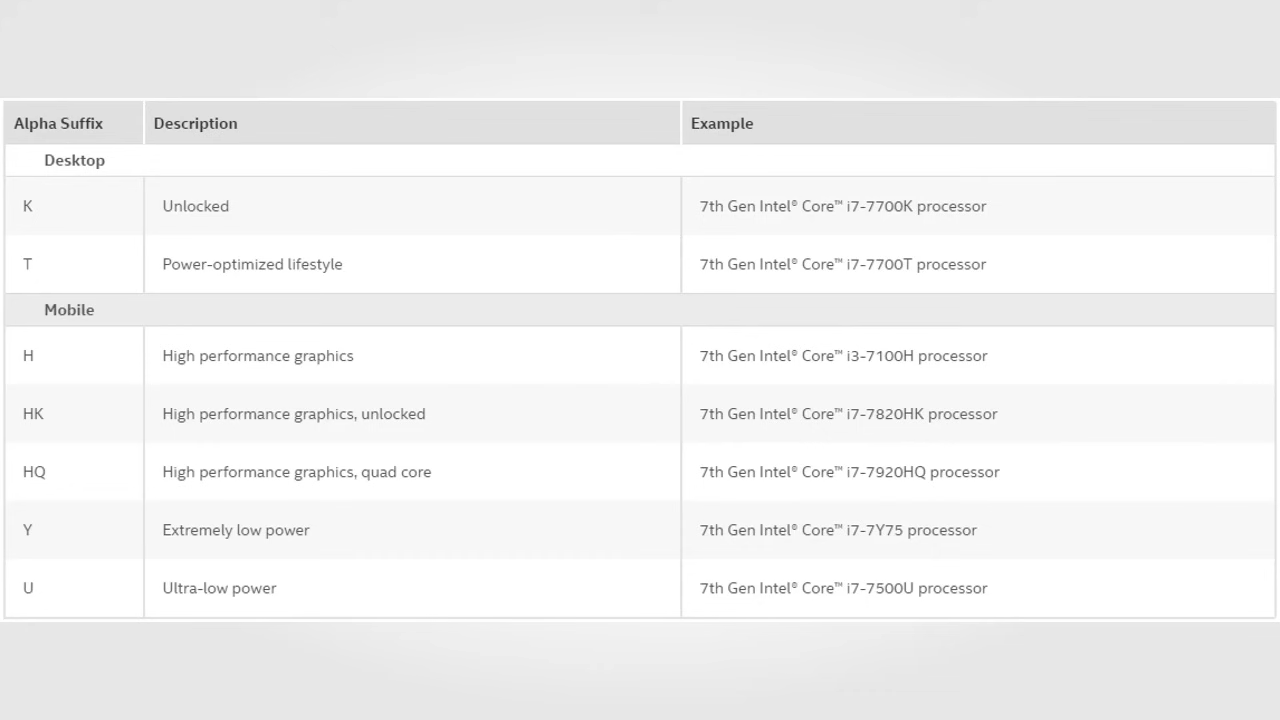 Alpha Suffix Description Example
Desktop
K Unlocked 7th Gen Intel® Core™ i7-7700K processor
T Power-optimized lifestyle 7th Gen Intel® Core™ i7-7700T processor
Mobile
H High performance graphics 7th Gen Intel® Core™ i3-7100H processor
HK High performance graphics, unlocked 7th Gen Intel® Core™ i7-7820HK processor
HQ High performance graphics, quad core 7th Gen Intel® Core™ i7-7920HQ processor
Y Extremely low power 7th Gen Intel® Core™ i7-7Y75 processor
U Ultra-low power 7th Gen Intel® Core™ i7-7500U processor